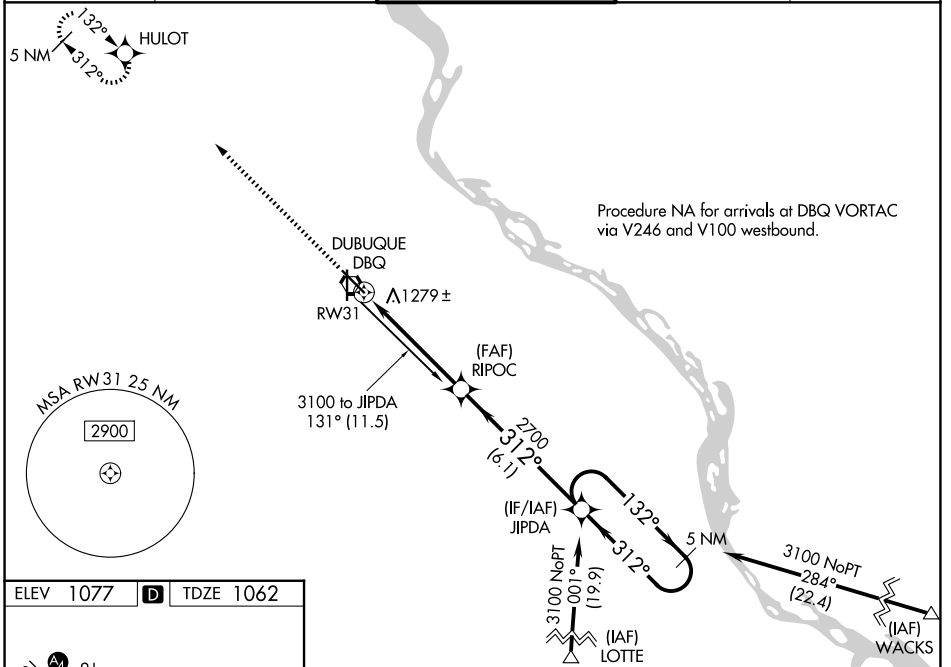 132°
HULOT
5 NM
312°
Procedure NA for arrivals at DBQ VORTAC
via V246 and V100 westbound.
DUBUQUE
DBQ
1279 ±
RW31
(FAF)
RIPOC
MSA RW31 25 NM
2900
3100 to JIPDA
131° (11.5)
2700
312°
(6.1)
(IF/IAF)
JIPDA
132°
312°
5 NM
3100 NoPT
001°
(19.9)
(IAF)
LOTTE
3100 NoPT
284°
(22.4)
(IAF)
WACKS
ELEV 1077 D TDZE 1062